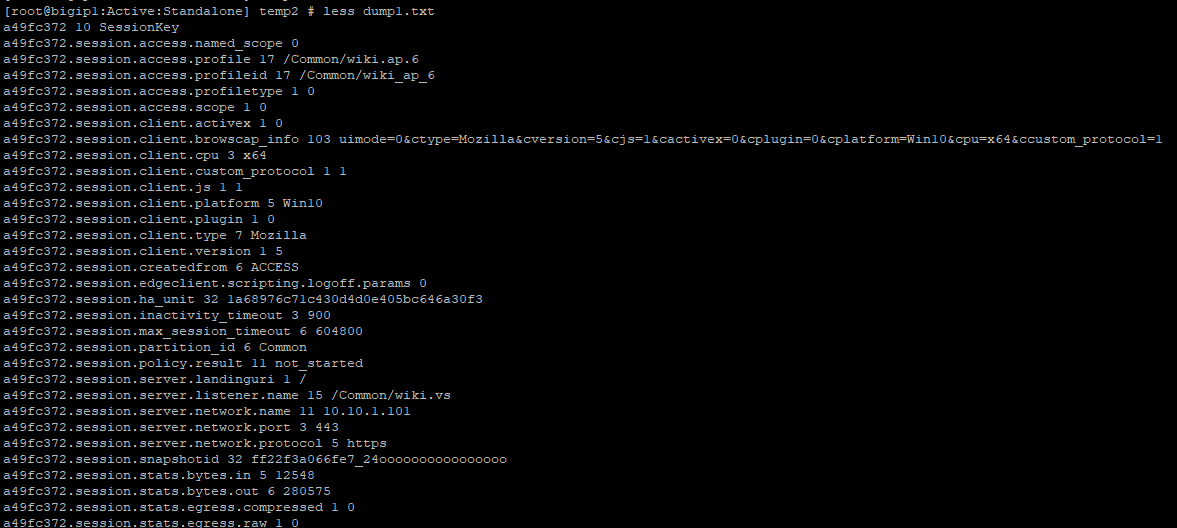 [root@bigip1:Active:Standalone] temp2 # less dump1.txt
a49fc372 10 SessionKey
a49fc372.session.access.named_scope 0
a49fc372.session.access.profile 17 /Common/wiki.ap.6
a49fc372.session.access.profileid 17 /Common/wiki_ap_6
a49fc372.session.access.profiletype 1 0
a49fc372.session.access.scope 1 0
a49fc372.session.client.activex 1 0
a49fc372.session.client.browscap_info 103 uimode=0&ctype=Mozilla&cversion=5&cjs=1&cactivex=0&cplugin=0&cplatform=Win10&cpu=x64&ccustom_protocol=1
a49fc372.session.client.cpu 3 x64
a49fc372.session.client.custom_protocol 1 1
a49fc372.session.client.js 1 1
a49fc372.session.client.platform 5 Win10
a49fc372.session.client.plugin 1 0
a49fc372.session.client.type 7 Mozilla
a49fc372.session.client.version 1 5
a49fc372.session.createdfrom 6 ACCESS
a49fc372.session.edgeclient.scripting.logoff.params 0
a49fc372.session.ha_unit 32 1a68976c71c430d4d0e405bc646a30f3
a49fc372.session.inactivity_timeout 3 900
a49fc372.session.max_session_timeout 6 604800
a49fc372.session.partition_id 6 Common
a49fc372.session.policy.result 11 not_started
a49fc372.session.server.landinguri 1 /
a49fc372.session.server.listener.name 15 /Common/wiki.vs
a49fc372.session.server.network.name 11 10.10.1.101
a49fc372.session.server.network.port 3 443
a49fc372.session.server.network.protocol 5 https
a49fc372.session.snapshotid 32 ff22f3a066fe7_24oooooooooooooooo
a49fc372.session.stats.bytes.in 5 12548
a49fc372.session.stats.bytes.out 6 280575
a49fc372.session.stats.egress.compressed 1 0
a49fc372.session.stats.egress.raw 1 0